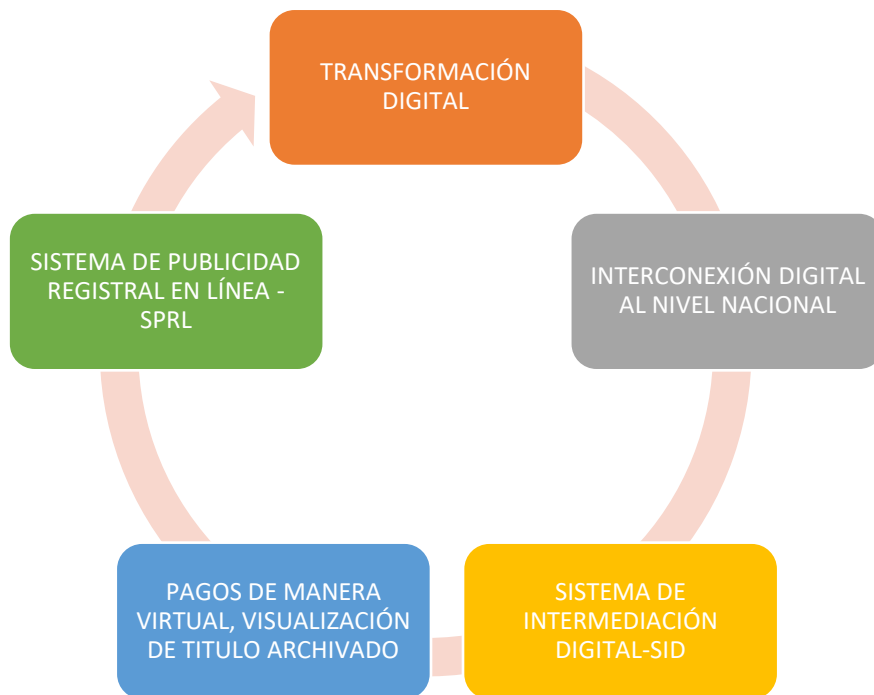 TRANSFORMACIÓN
DIGITAL
INTERCONEXIÓN DIGITAL
AL NIVEL NACIONAL
SISTEMA DE
INTERMEDIACIÓN
DIGITAL-SID
PAGOS DE MANERA
VIRTUAL, VISUALIZACIÓN
DE TITULO ARCHIVADO
SISTEMA DE PUBLICIDAD
REGISTRAL EN LÍNEA -
SPRL